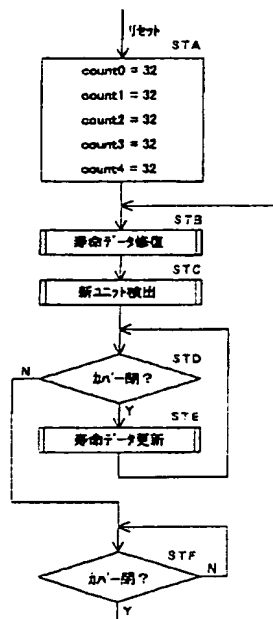 リセット
STA
count0 = 32
count1 = 32
count2 = 32
count3 = 32
count4 = 32
STB
寿命データ修復
STC
新ユニット検出
STD
N
カバー閉？
Y
STE
寿命データ更新
STF
カバー閉？
N
Y